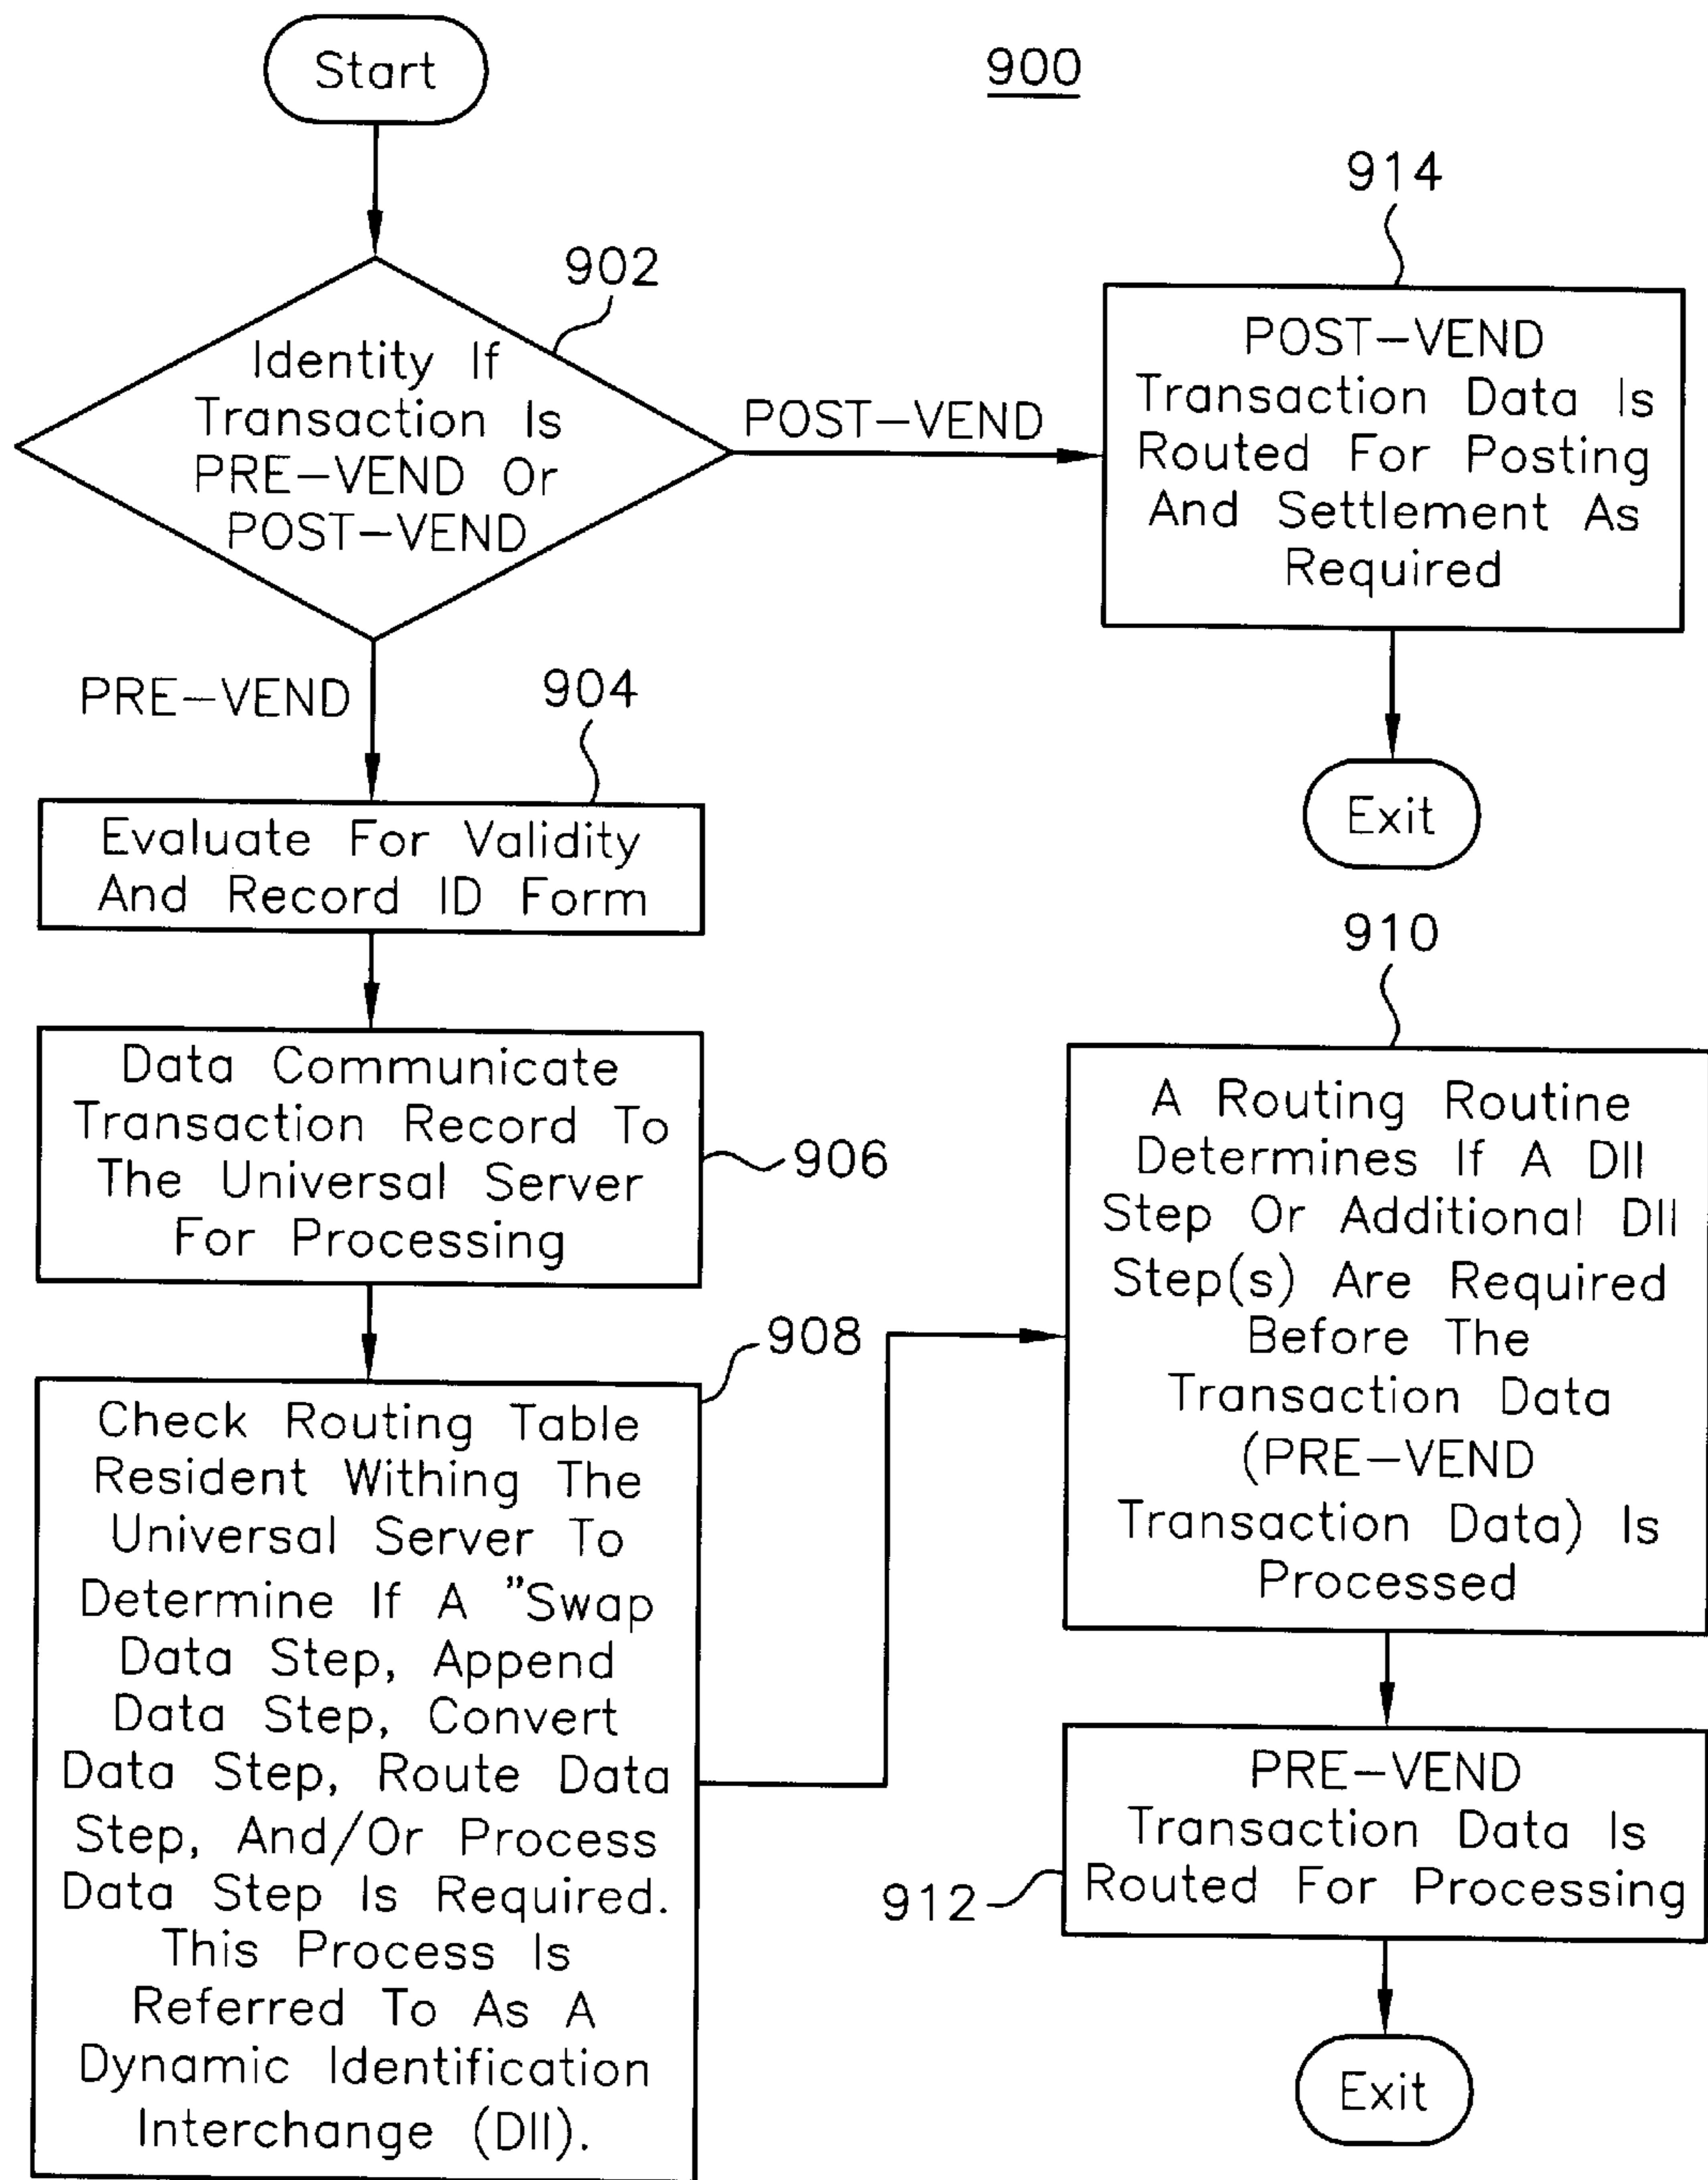 Start
900
902
Identity If
Transaction Is
PRE-VEND Or
POST-VEND
POST-VEND
914
POST-VEND
Transaction Data Is
Routed For Posting
And Settlement As
Required
Exit
PRE-VEND
904
Evaluate For Validity
And Record ID Form
Data Communicate
Transaction Record To
The Universal Server
For Processing
906
908
Check Routing Table
Resident Withing The
Universal Server To
Determine If A "Swap
Data Step, Append
Data Step, Convert
Data Step, Route Data
Step, And/Or Process
Data Step Is Required.
This Process Is
Referred To As A
Dynamic Identification
Interchange (DII).
910
A Routing Routine
Determines If A DII
Step Or Additional DII
Step(s) Are Required
Before The
Transaction Data
(PRE-VEND
Transaction Data) Is
Processed
912
PRE-VEND
Transaction Data Is
Routed For Processing
Exit